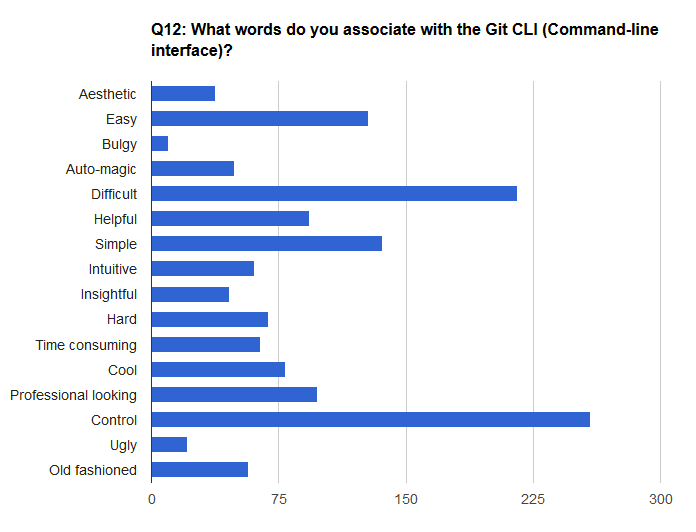 Q12: What words do you associate with the Git CLI (Command-line
interface)?
Aesthetic
Easy
Bulgy
Auto-magic
Difficult
Helpful
Simple
Intuitive
Insightful
Hard
Time consuming
Cool
Professional looking
Control
Ugly
Old fashioned
0 75 150 225 300